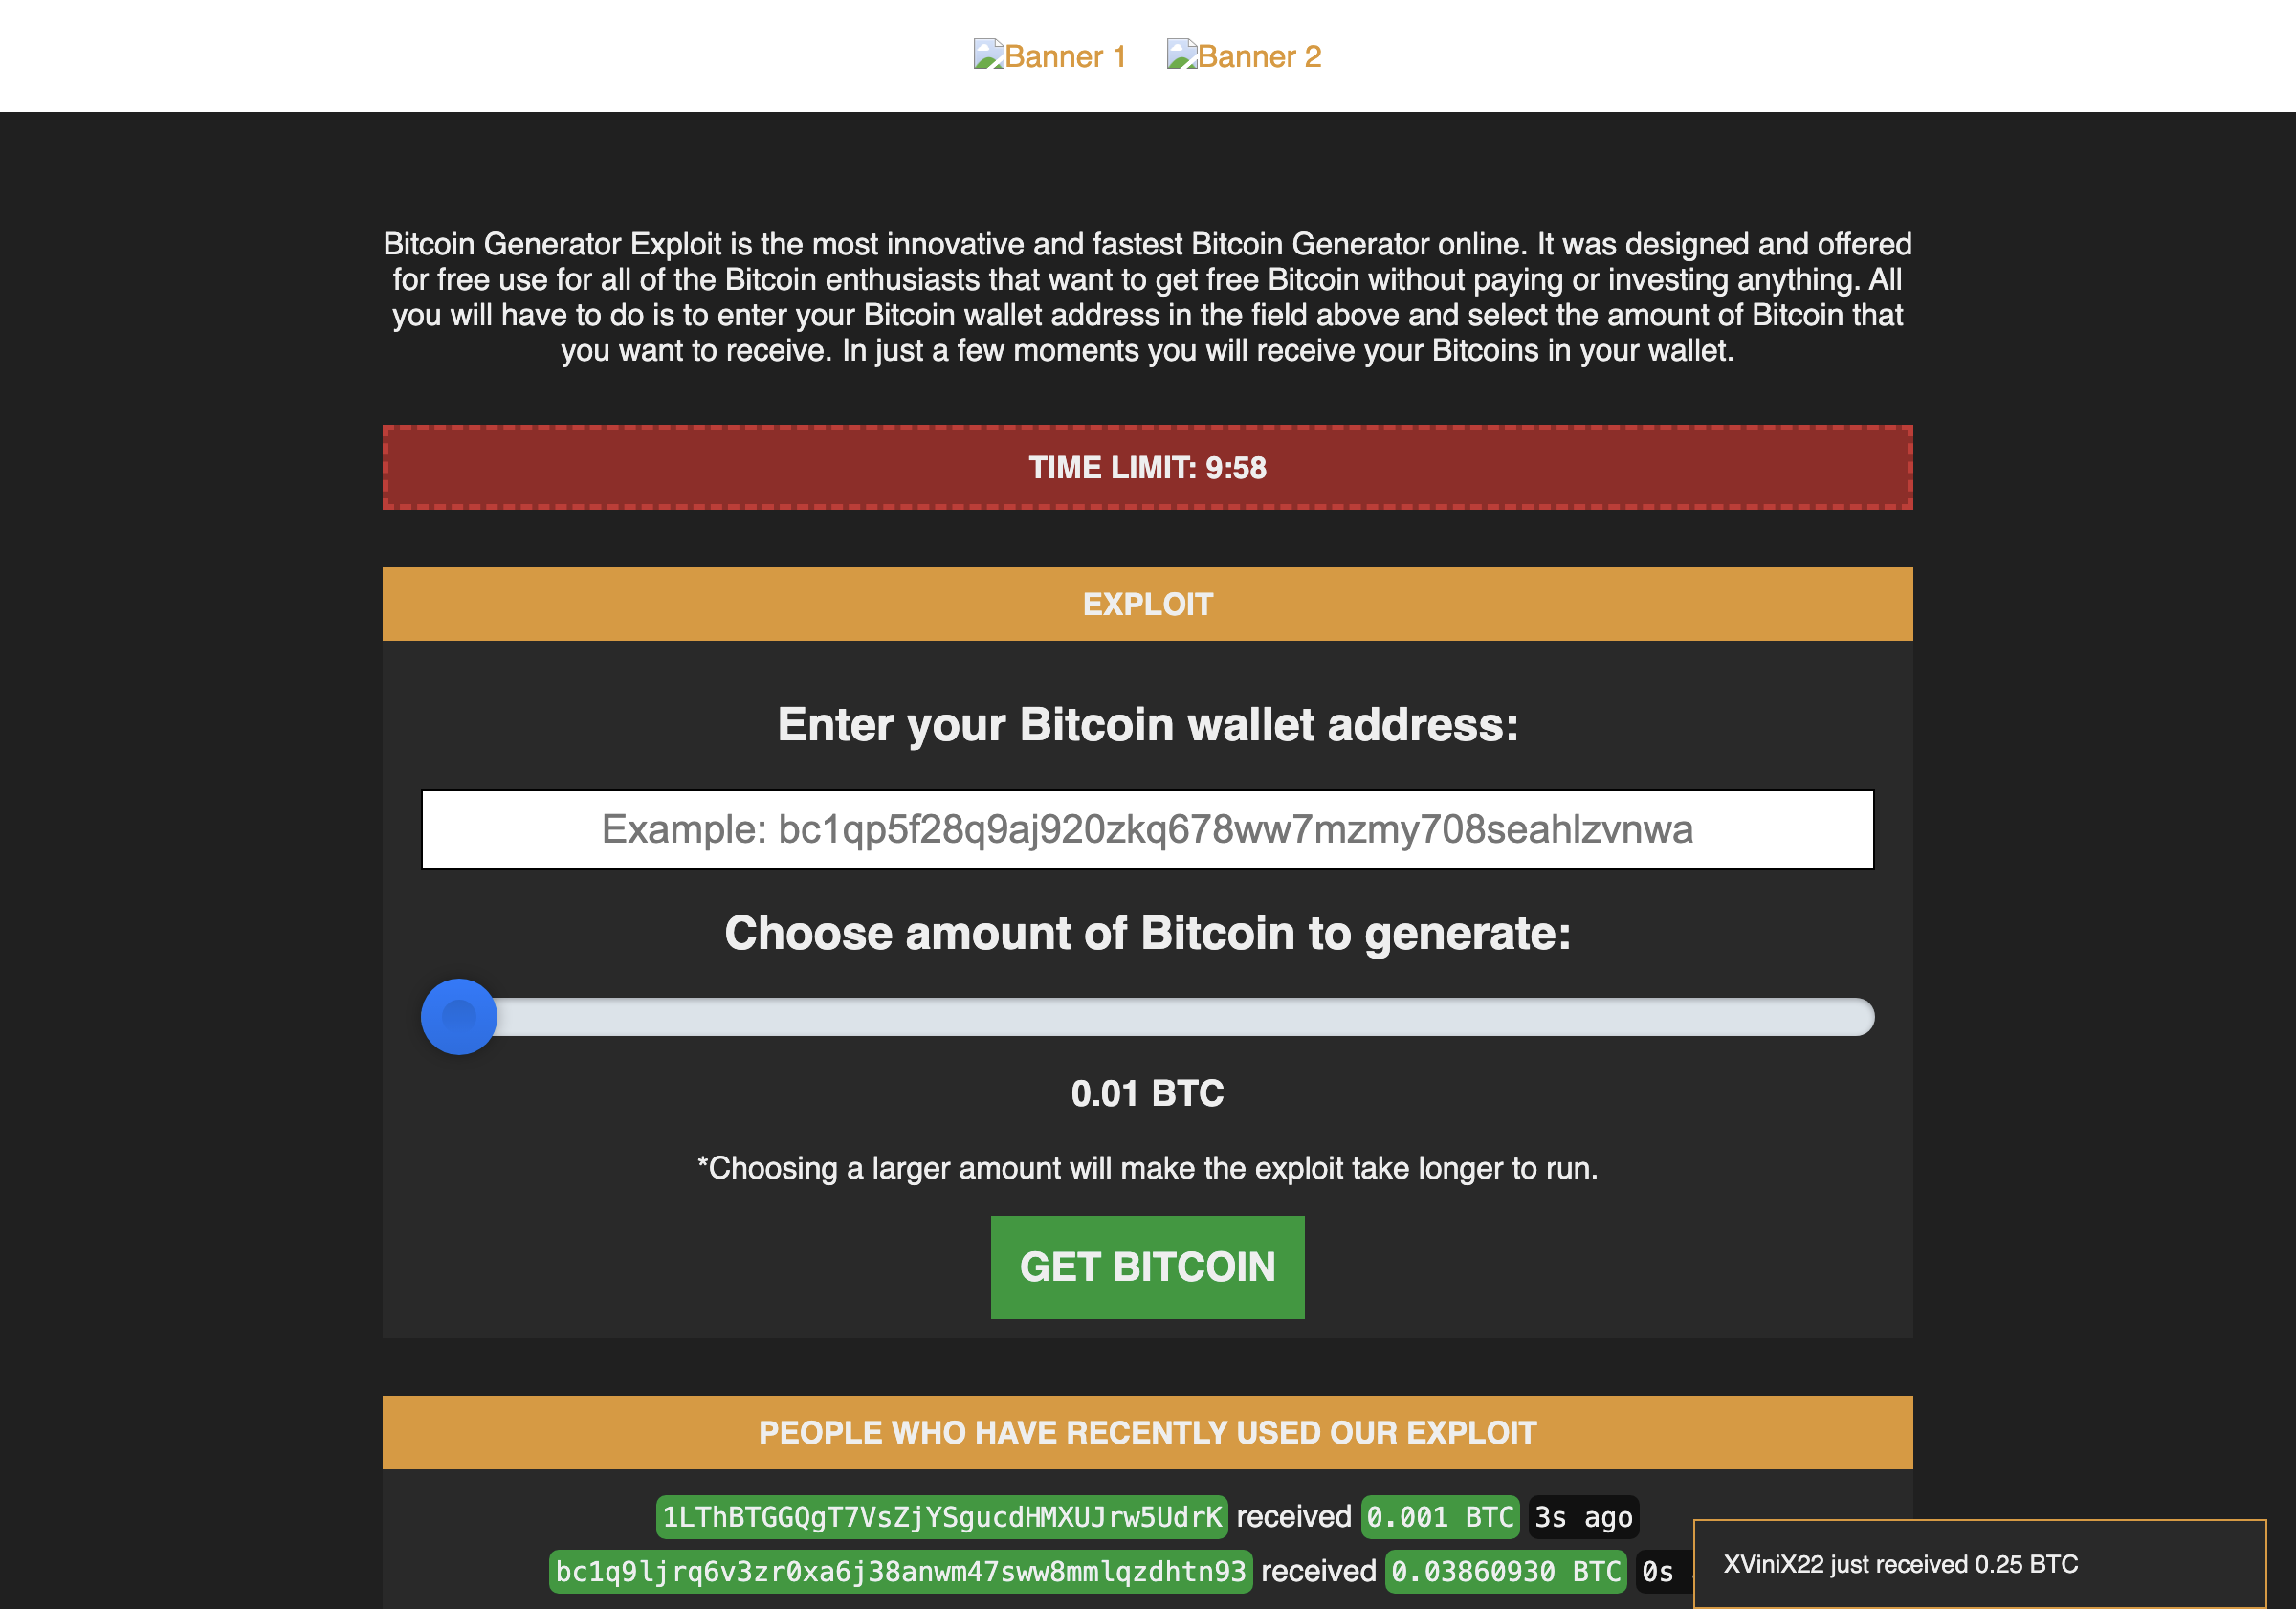 Banner 1 Banner 2
Bitcoin Generator Exploit is the most innovative and fastest Bitcoin Generator online. It was designed and offered
for free use for all of the Bitcoin enthusiasts that want to get free Bitcoin without paying or investing anything. All
you will have to do is to enter your Bitcoin wallet address in the field above and select the amount of Bitcoin that
you want to receive. In just a few moments you will receive your Bitcoins in your wallet.
TIME LIMIT: 9:58
EXPLOIT
Enter your Bitcoin wallet address:
Example: bc1qp5f28q9aj920zkq678ww7mzmy708seahlzvnwa
Choose amount of Bitcoin to generate:
0.01 BTC
*Choosing a larger amount will make the exploit take longer to run.
GET BITCOIN
PEOPLE WHO HAVE RECENTLY USED OUR EXPLOIT
1LThBTGGQgT7VsZjYSgucdHMXUJrw5UdrK received 0.001 BTC 3s ago
bc1q9ljrq6v3zr0xa6j38anwm47sww8mmlqzdhtn93 received 0.03860930 BTC 0s
XViniX22 just received 0.25 BTC